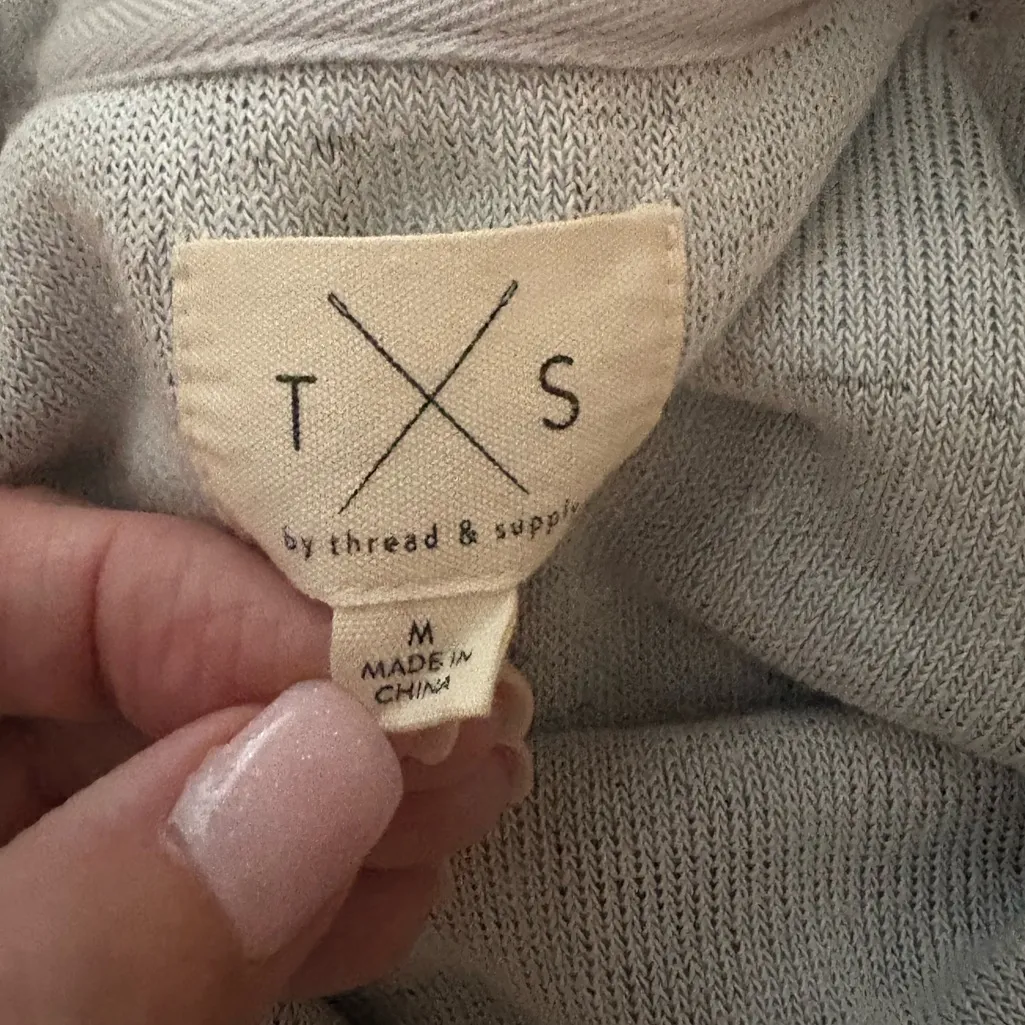 T S
by thread & supply
M
MADE IN
CHINA